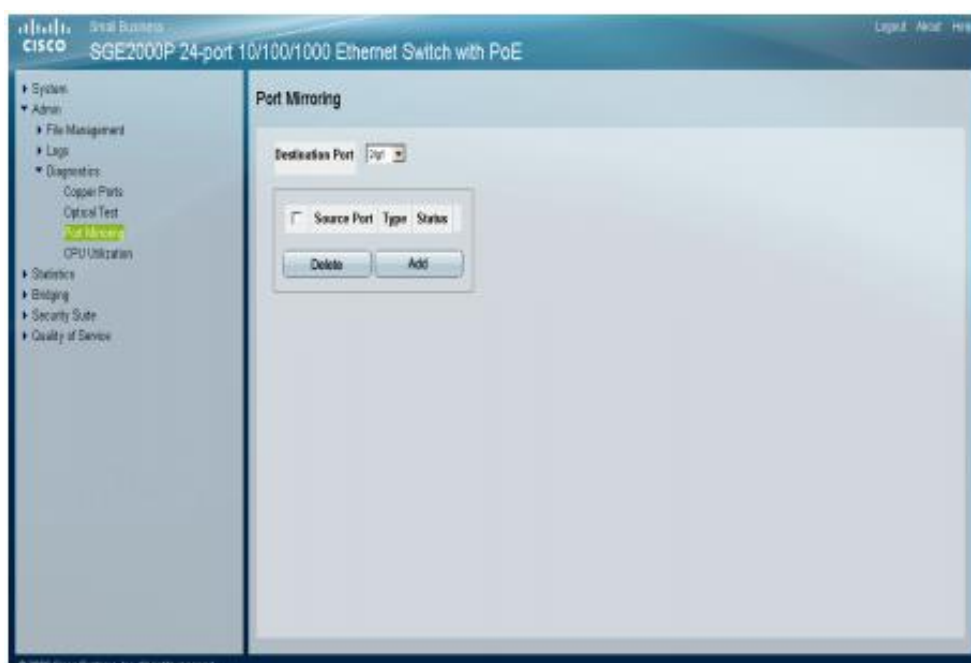 Small Business
CISCO
SGE2000P 24-port 10/100/1000 Ethernet Switch with PoE
Logout About Help
System
Admin
File Management
Logs
Diagnostics
Copper Ports
Optical Test
Port Mirroring
CPU Utilization
Statistics
Bridging
Security Suite
Quality of Service
Port Mirroring
Destination Port
Source Port Type Status
Delete Add